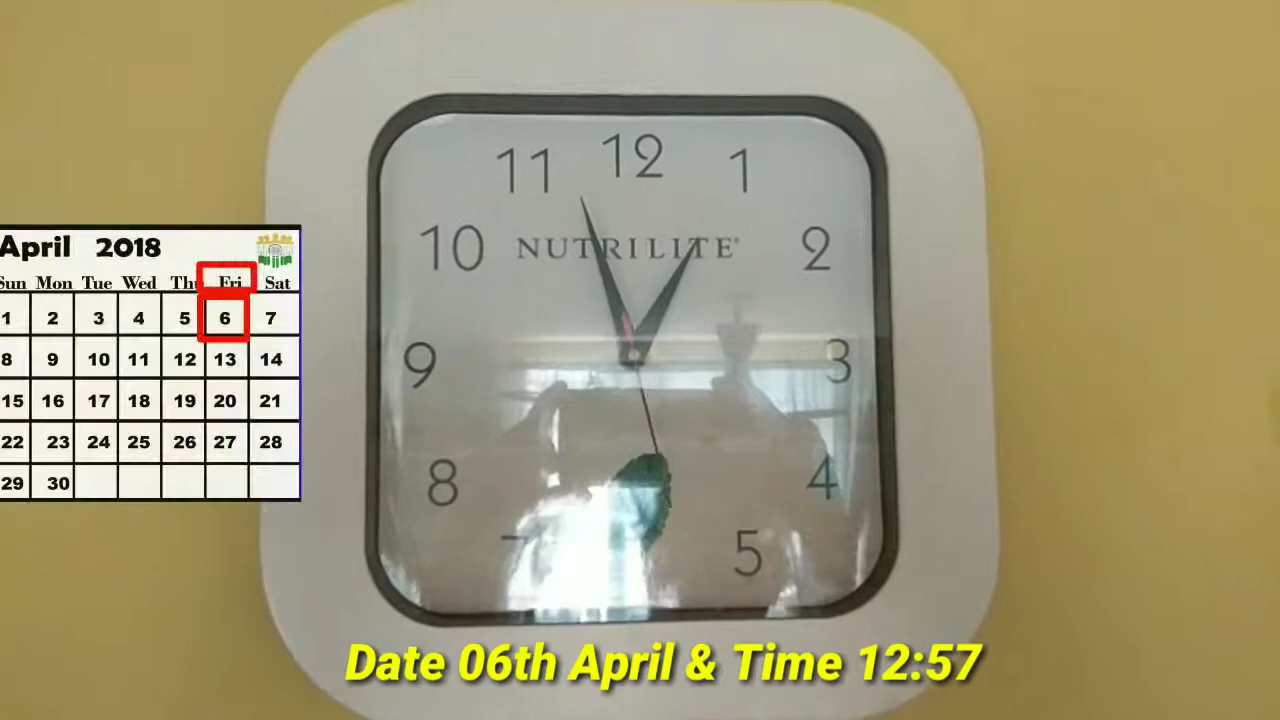 April 2018
Sun Mon Tue Wed Thu Fri Sat
1 2 3 4 5 6 7
8 9 10 11 12 13 14
15 16 17 18 19 20 21
22 23 24 25 26 27 28
29 30
12
11 1
10 2
NUTRILITE
9 3
8 4
5
Date 06th April & Time 12:57